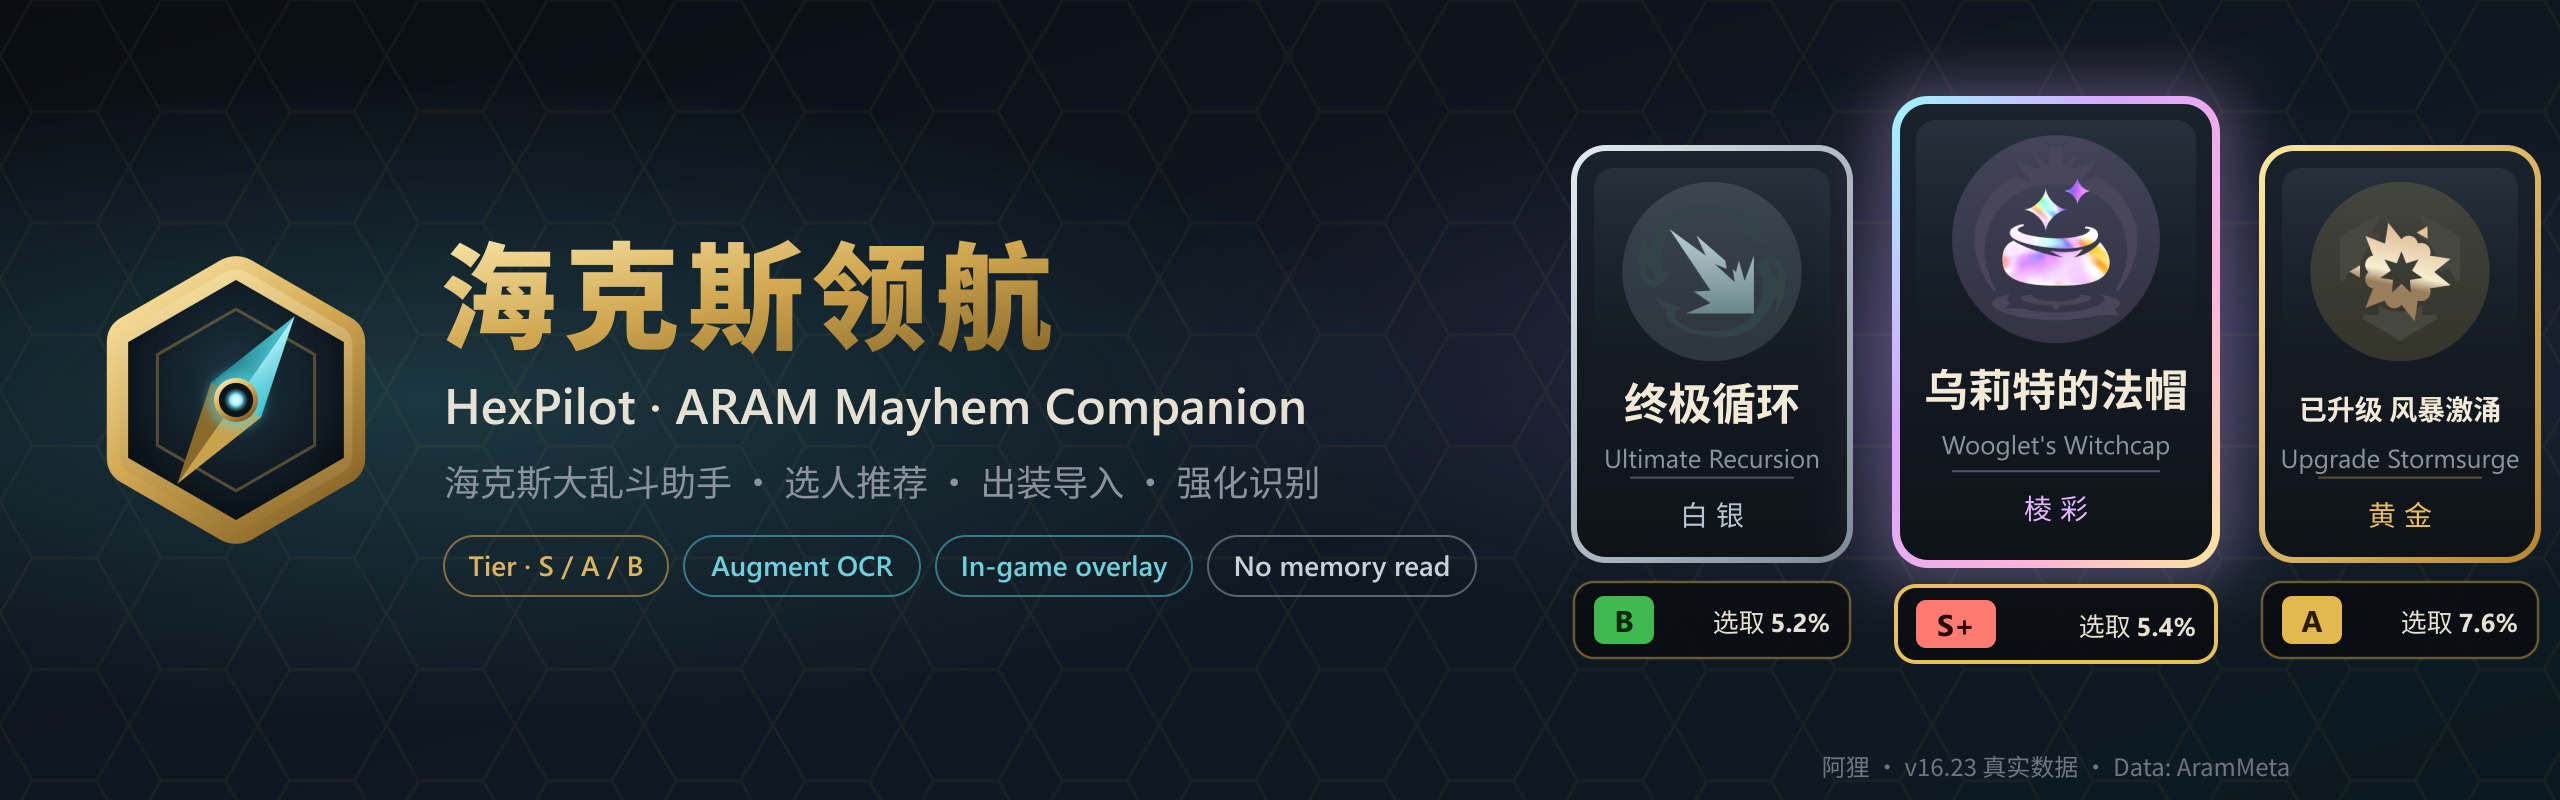 海克斯领航
HexPilot · ARAM Mayhem Companion
海克斯大乱斗助手 · 选人推荐 · 出装导入 · 强化识别
Tier · S / A / B
Augment OCR
In-game overlay
No memory read
终极循环
Ultimate Recursion
白银
B
选取 5.2%
乌莉特的法帽
Wooglet's Witchcap
棱彩
S+
选取 5.4%
已升级 风暴激涌
Upgrade Stormsurge
黄金
A
选取 7.6%
阿狸 · v16.23 真实数据 · Data: AramMeta